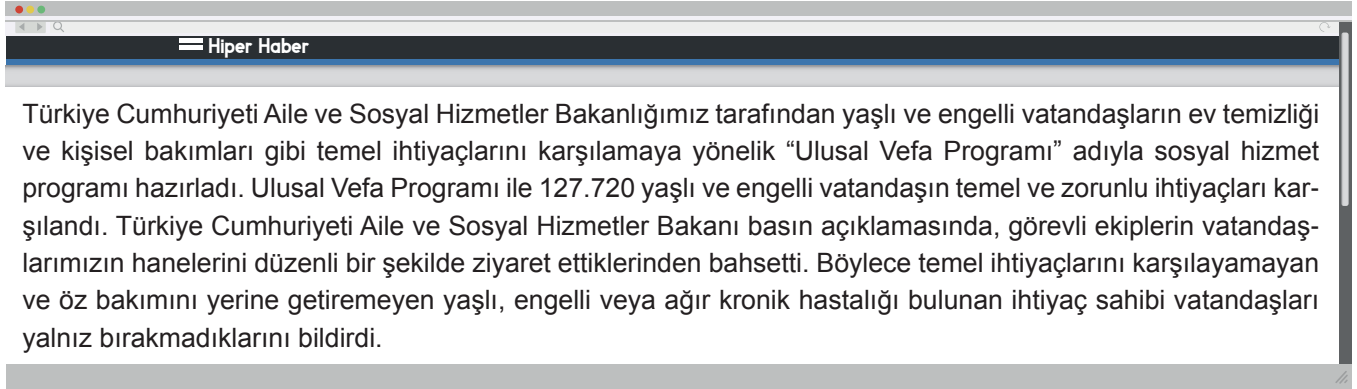 Hiper Haber
Türkiye Cumhuriyeti Aile ve Sosyal Hizmetler Bakanlığımız tarafından yaşlı ve engelli vatandaşların ev temizliği
ve kişisel bakımları gibi temel ihtiyaçlarını karşılamaya yönelik “Ulusal Vefa Programı” adıyla sosyal hizmet
programı hazırladı. Ulusal Vefa Programı ile 127.720 yaşlı ve engelli vatandaşın temel ve zorunlu ihtiyaçları kar-
şılandı. Türkiye Cumhuriyeti Aile ve Sosyal Hizmetler Bakanı basın açıklamasında, görevli ekiplerin vatandaş-
larımızın hanelerini düzenli bir şekilde ziyaret ettiklerinden bahsetti. Böylece temel ihtiyaçlarını karşılayamayan
ve öz bakımını yerine getiremeyen yaşlı, engelli veya ağır kronik hastalığı bulunan ihtiyaç sahibi vatandaşları
yalnız bırakmadıklarını bildirdi.